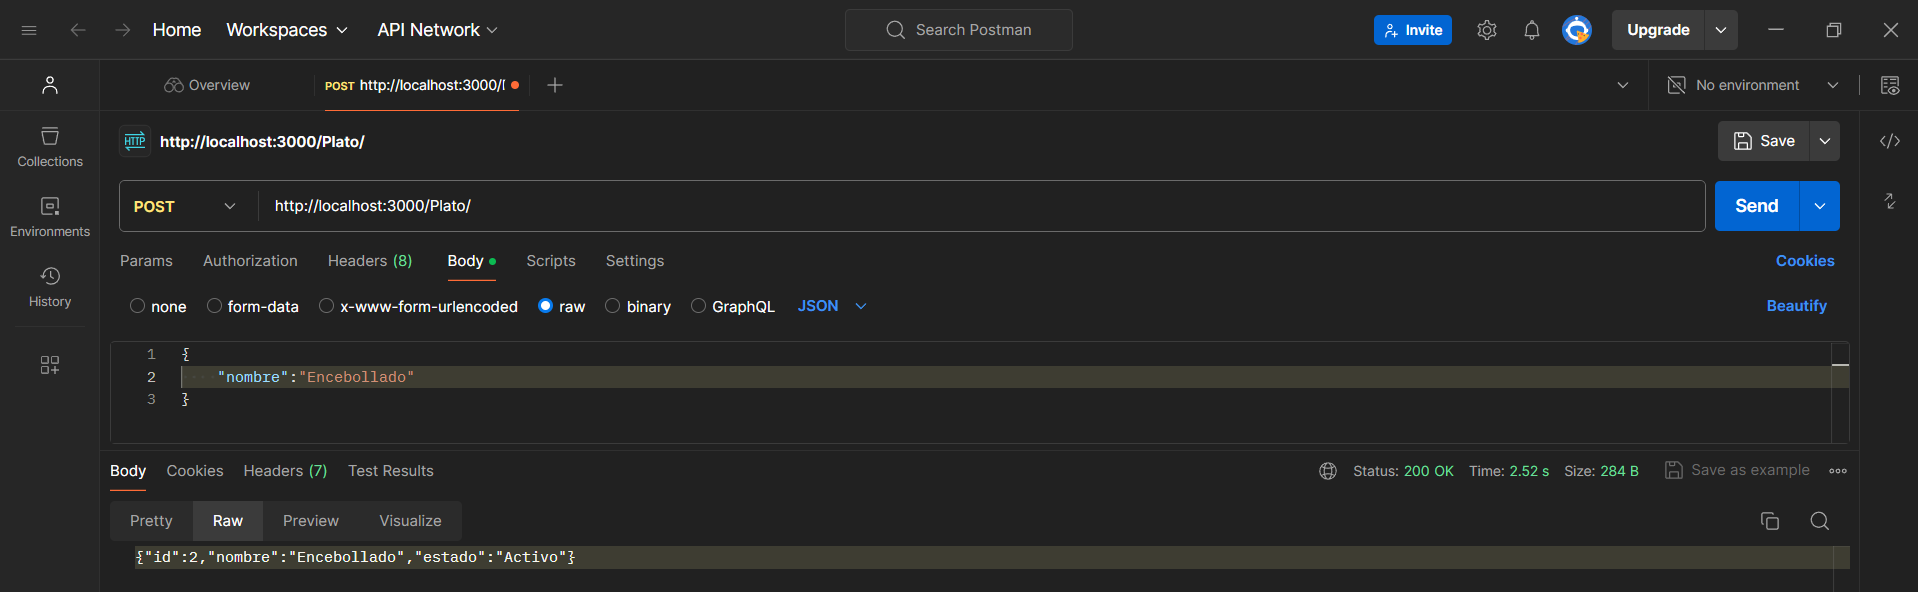 Home Workspaces API Network Search Postman Invite Upgrade
Overview POST http://localhost:3000/ No environment
HTTP http://localhost:3000/Plato/ Save
Collections
POST http://localhost:3000/Plato/ Send
Environments
Params Authorization Headers (8) Body Scripts Settings Cookies
History
none form-data x-www-form-urlencoded raw binary GraphQL JSON Beautify
1 {
2 "nombre":"Encebollado"
3 }
Body Cookies Headers (7) Test Results Status: 200 OK Time: 2.52 s Size: 284 B Save as example
Pretty Raw Preview Visualize
{"id":2,"nombre":"Encebollado","estado":"Activo"}